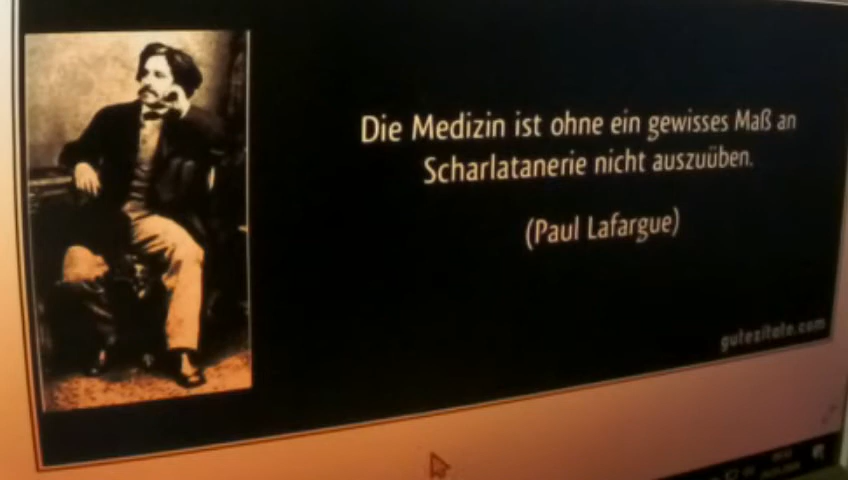 Die Medizin ist ohne ein gewisses Maß an
Scharlatanerie nicht auszuüben.
(Paul Lafargue)
gutezitate.com